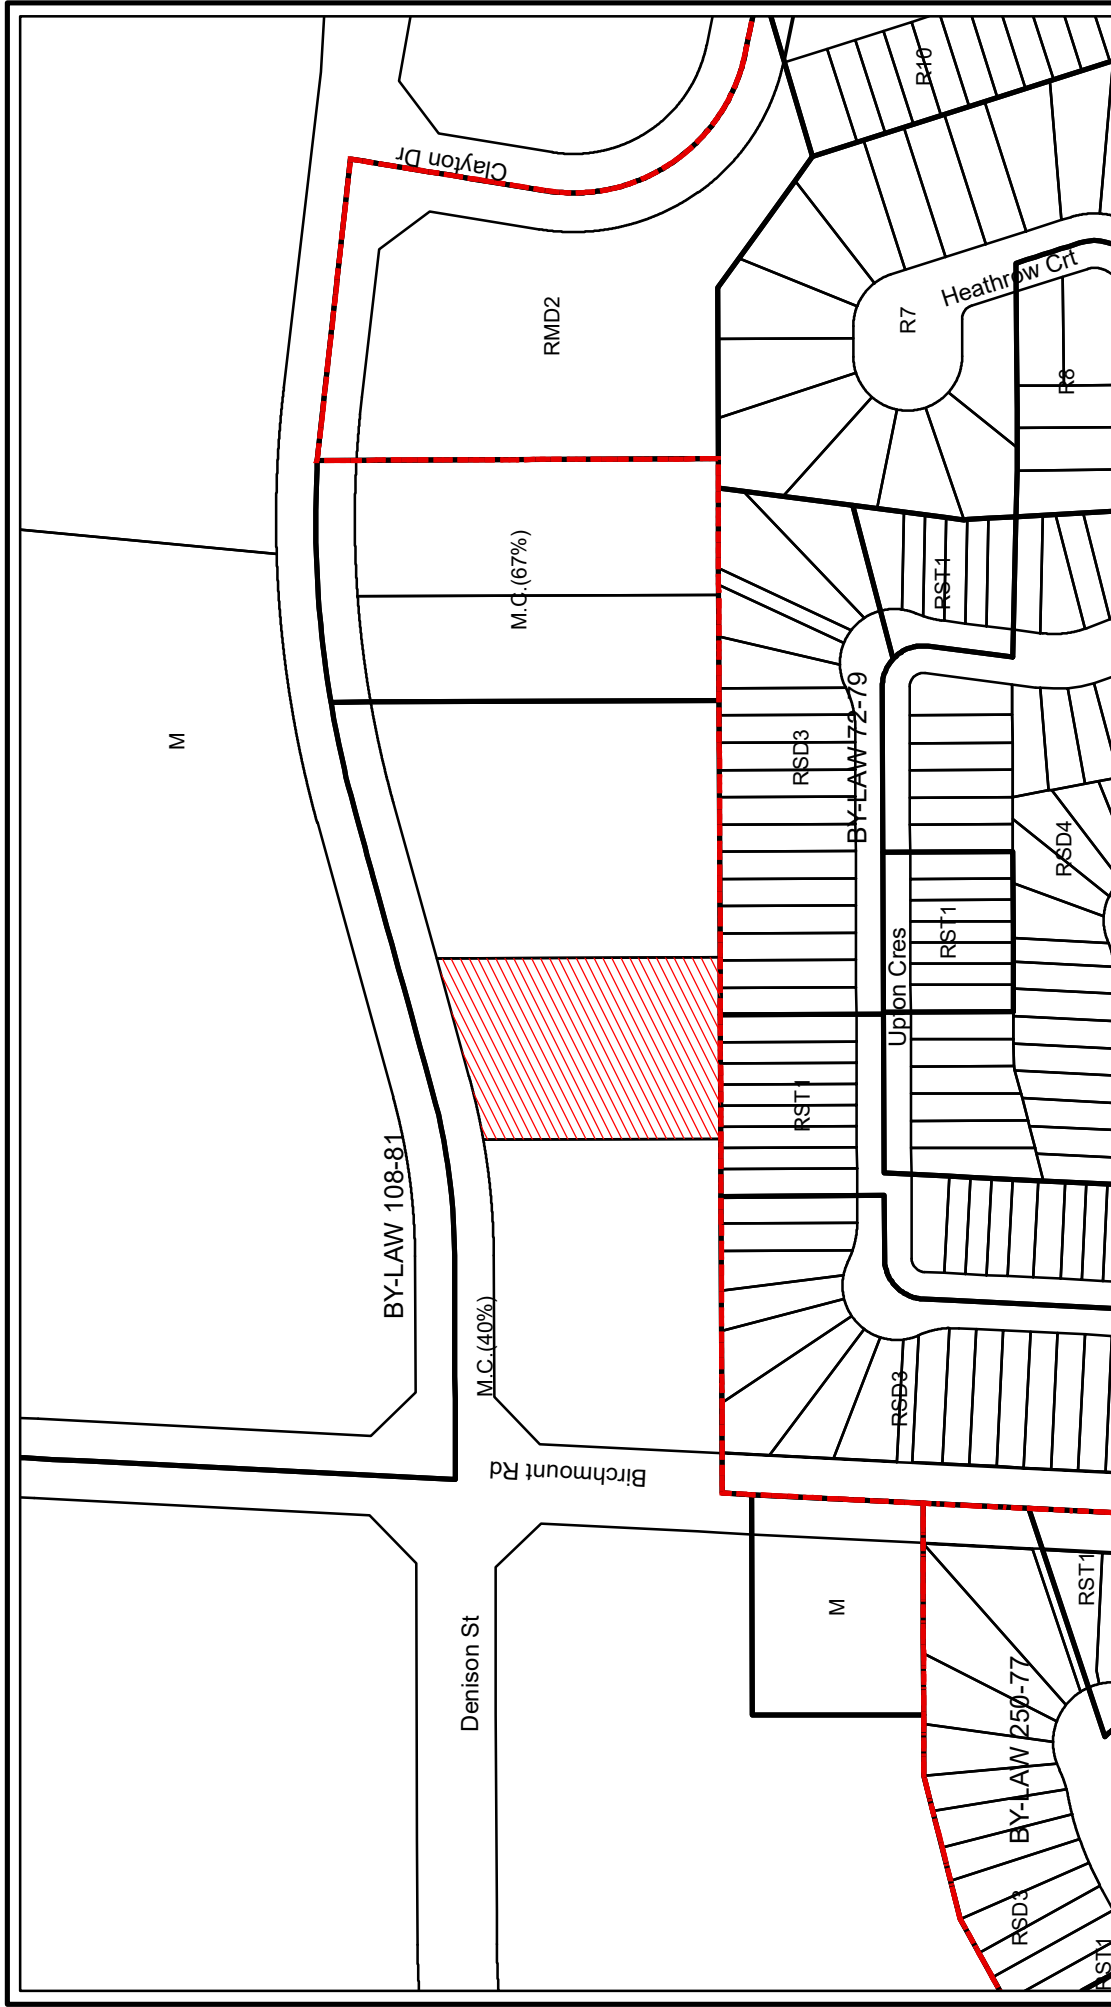 R10
Clayton Dr
Heathrow Crt
R7
RMD2
R8
M.C.(67%)
RST1
M
RSD3
BY-LAW 72-79
RSD4
RST1
Upton Cres
RST1
BY-LAW 108-81
M.C.(40%)
RSD3
Birchmount Rd
RST1
M
Denison St
BY-LAW 250-77
RSD3
RST1